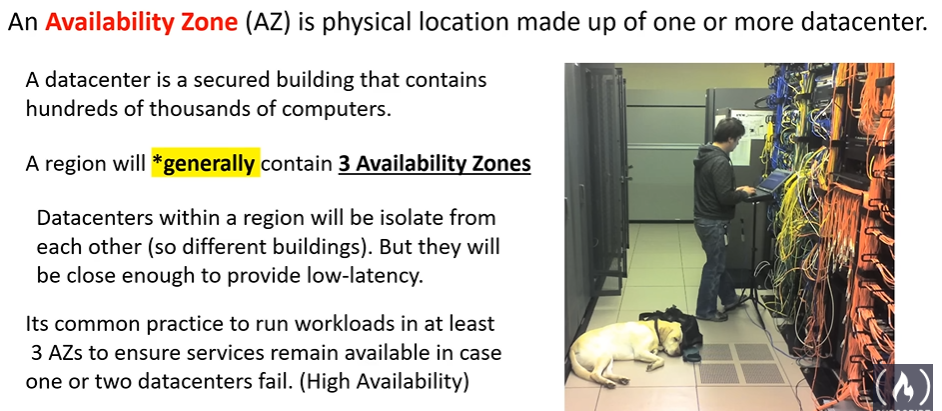 An Availability Zone (AZ) is physical location made up of one or more datacenter.
A datacenter is a secured building that contains
hundreds of thousands of computers.
A region will *generally contain 3 Availability Zones
Datacenters within a region will be isolate from
each other (so different buildings). But they will
be close enough to provide low-latency.
Its common practice to run workloads in at least
3 AZs to ensure services remain available in case
one or two datacenters fail. (High Availability)